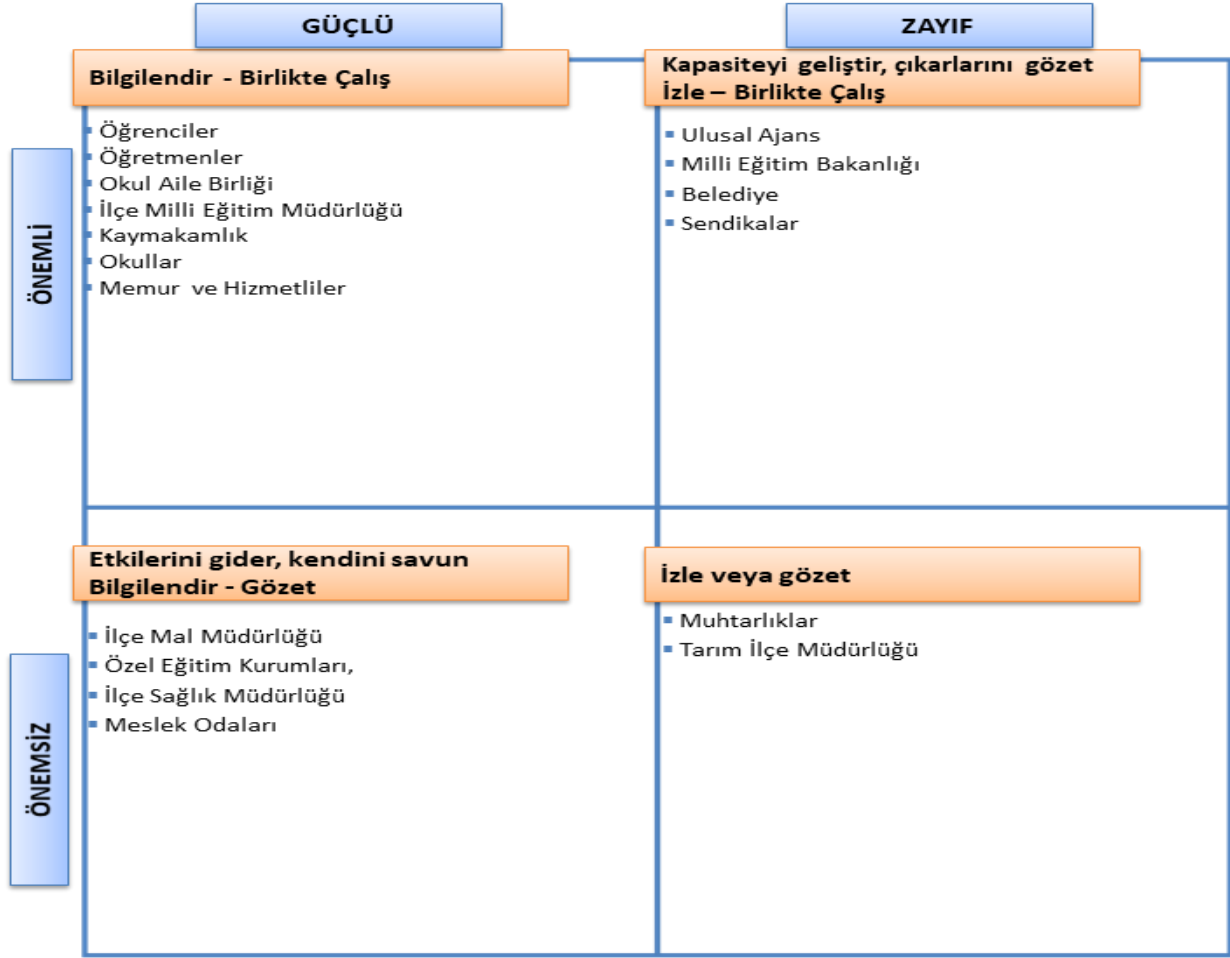 GÜÇLÜ
ZAYIF
ÖNEMLİ
Bilgilendir - Birlikte Çalış
Öğrenciler
Öğretmenler
Okul Aile Birliği
İlçe Milli Eğitim Müdürlüğü
Kaymakamlık
Okullar
Memur ve Hizmetliler
Kapasiteyi geliştir, çıkarlarını gözet
İzle – Birlikte Çalış
Ulusal Ajans
Milli Eğitim Bakanlığı
Belediye
Sendikalar
ÖNEMSİZ
Etkilerini gider, kendini savun
Bilgilendir - Gözet
İlçe Mal Müdürlüğü
Özel Eğitim Kurumları,
İlçe Sağlık Müdürlüğü
Meslek Odaları
İzle veya gözet
Muhtarlıklar
Tarım İlçe Müdürlüğü